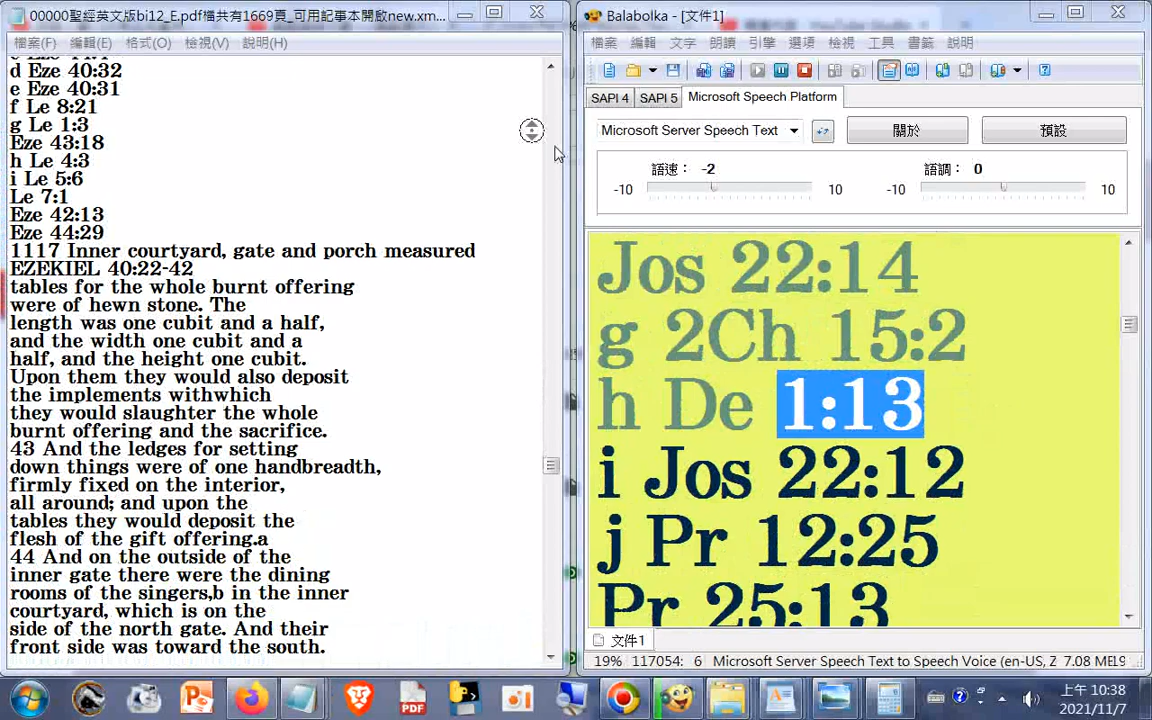 00000聖經英文版bi12_E.pdf檔共有1669頁_可用記事本開啟new.xm...
檔案(F) 編輯(E) 格式(O) 檢視(V) 說明(H)
d Eze 40:32
e Eze 40:31
f Le 8:21
g Le 1:3
Eze 43:18
h Le 4:3
i Le 5:6
Le 7:1
Eze 42:13
Eze 44:29
1117 Inner courtyard, gate and porch measured
EZEKIEL 40:22-42
tables for the whole burnt offering
were of hewn stone. The
length was one cubit and a half,
and the width one cubit and a
half, and the height one cubit.
Upon them they would also deposit
the implements withwhich
they would slaughter the whole
burnt offering and the sacrifice.
43 And the ledges for setting
down things were of one handbreadth,
firmly fixed on the interior,
all around; and upon the
tables they would deposit the
flesh of the gift offering.a
44 And on the outside of the
inner gate there were the dining
rooms of the singers,b in the inner
courtyard, which is on the
side of the north gate. And their
front side was toward the south.
Balabolka - [文件1]
檔案 編輯 文字 朗讀 引擎 選項 檢視 工具 書籤 說明
SAPI 4 SAPI 5 Microsoft Speech Platform
Microsoft Server Speech Text 關於 預設
語速： -2 語調： 0
-10 10 -10 10
Jos 22:14
g 2Ch 15:2
h De 1:13
i Jos 22:12
j Pr 12:25
Pr 25:13
文件1
19% 117054: 6 Microsoft Server Speech Text to Speech Voice (en-US, Z 7.08 MB
上午 10:38
2021/11/7